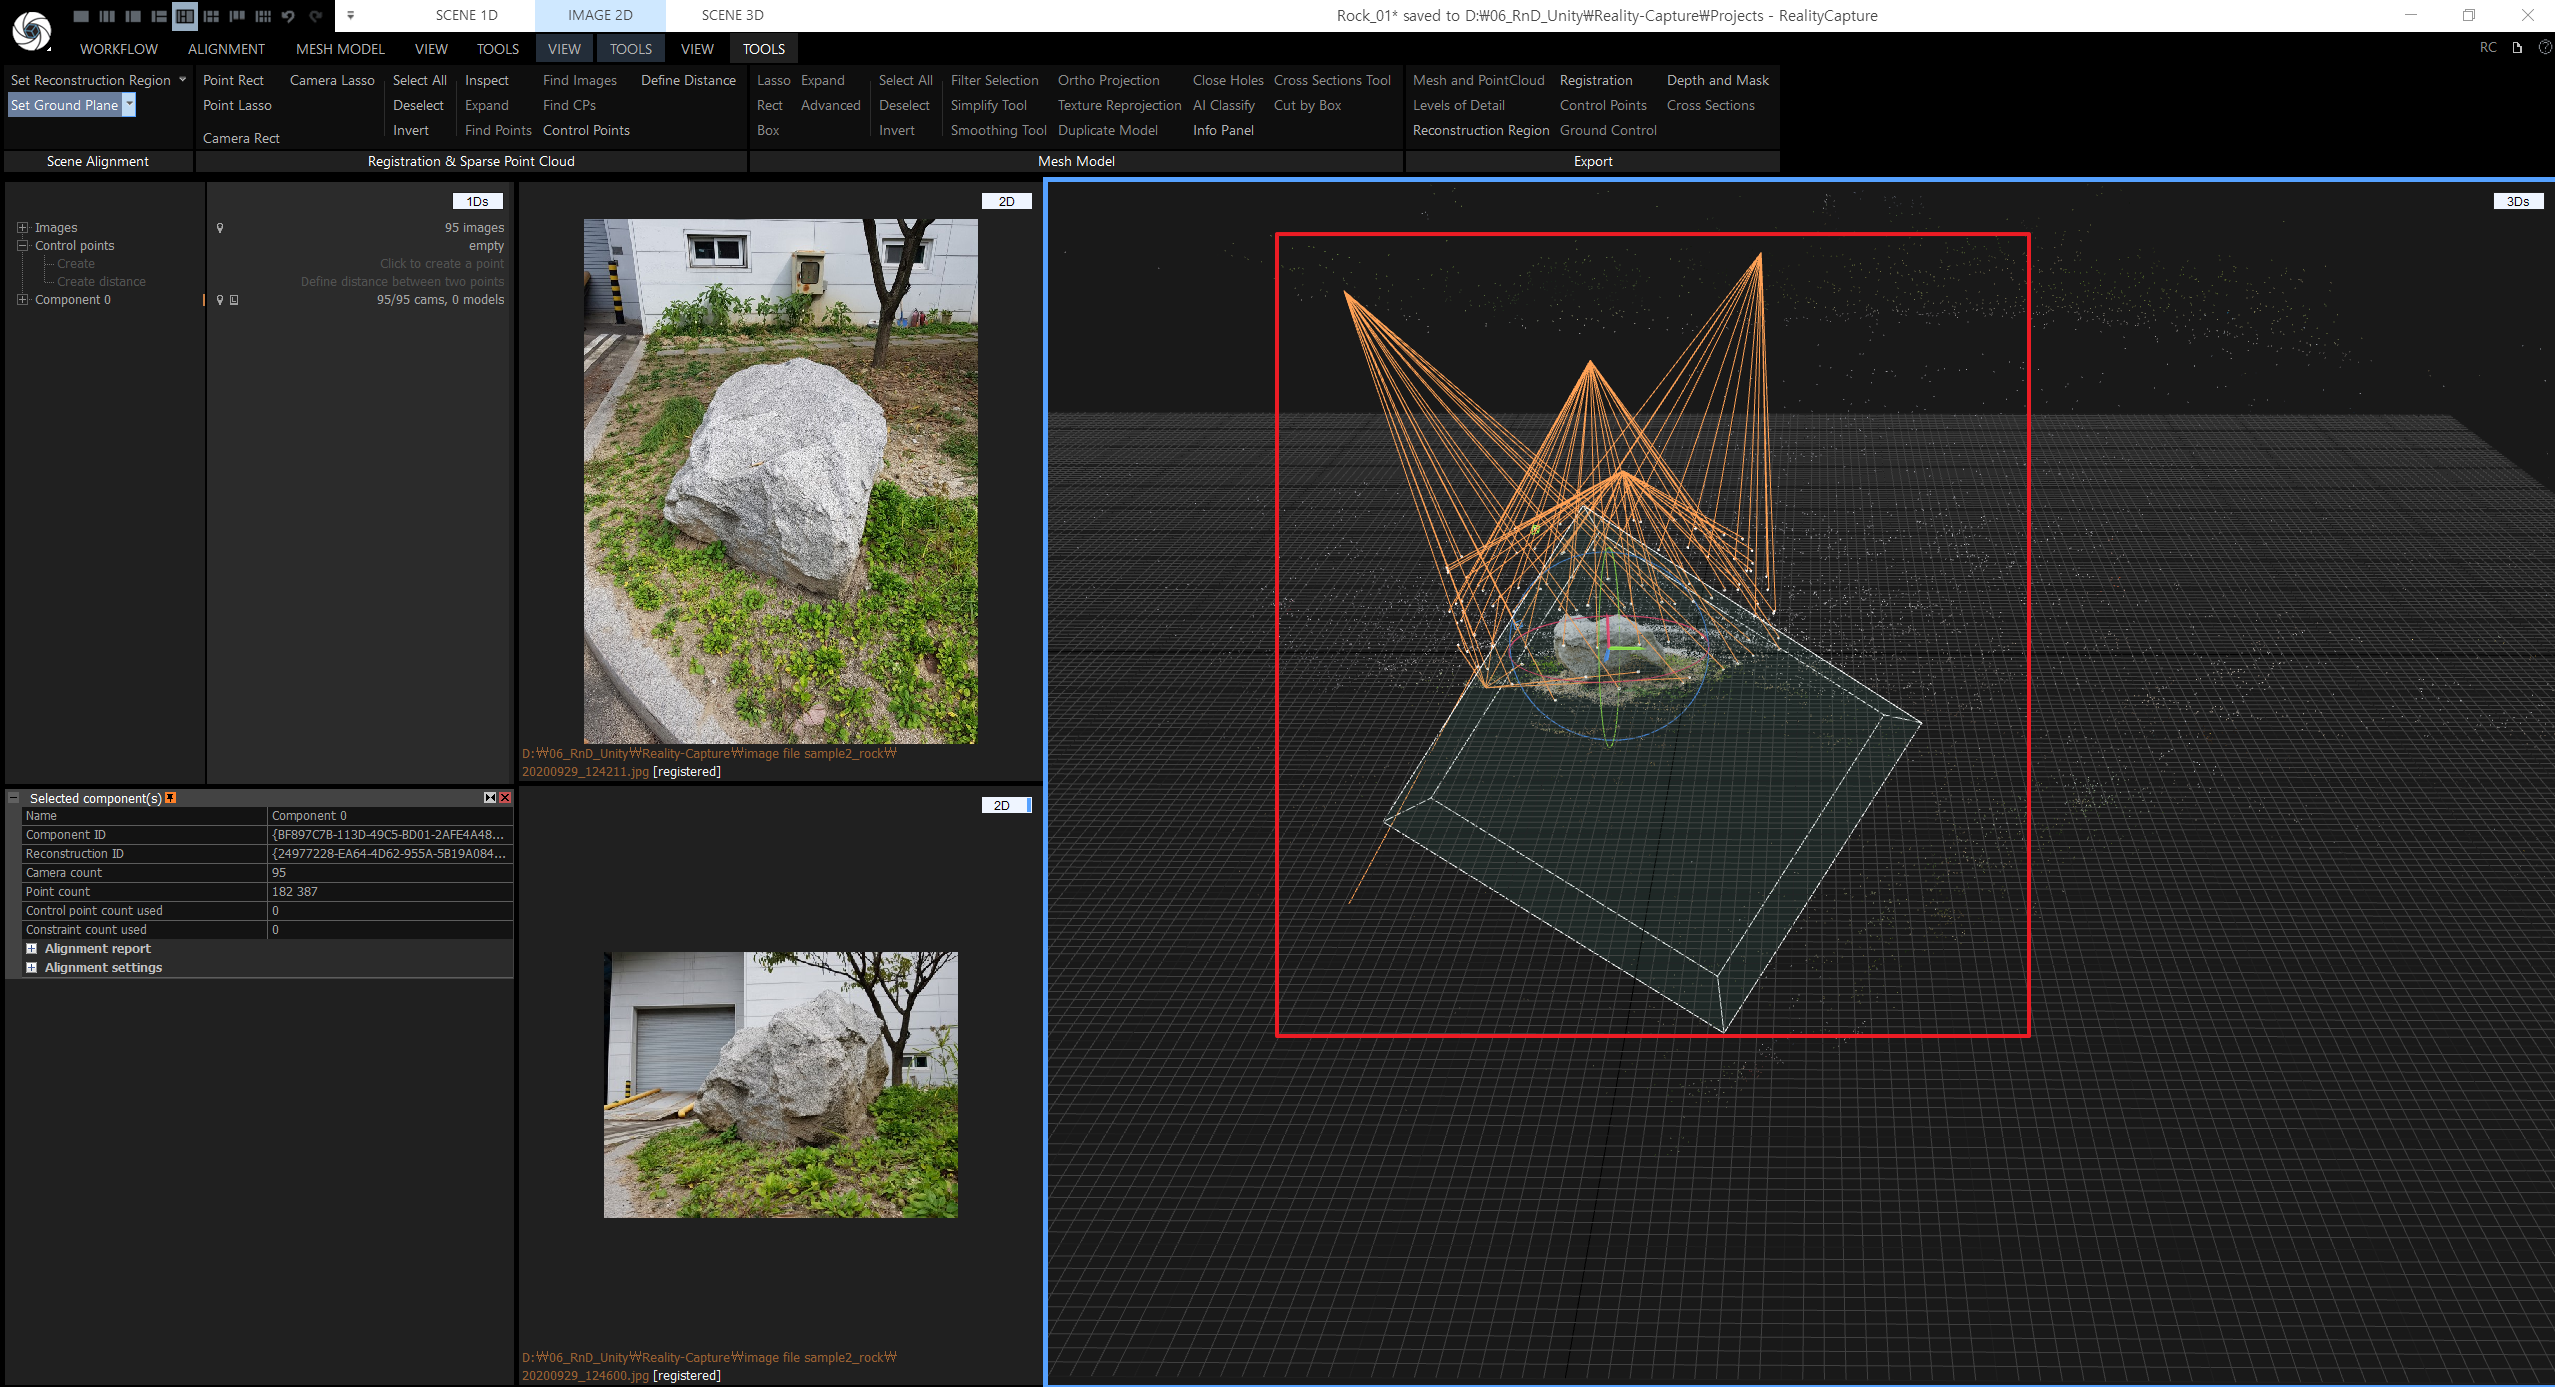 SCENE 1D IMAGE 2D SCENE 3D Rock_01* saved to D:₩06_RnD_Unity₩Reality-Capture₩Projects - RealityCapture
WORKFLOW ALIGNMENT MESH MODEL VIEW TOOLS VIEW TOOLS VIEW TOOLS RC
Set Reconstruction Region Point Rect Camera Lasso Select All Inspect Find Images Define Distance Lasso Expand Select All Filter Selection Ortho Projection Close Holes Cross Sections Tool Mesh and PointCloud Registration Depth and Mask
Set Ground Plane Point Lasso Deselect Expand Find CPs Rect Advanced Deselect Simplify Tool Texture Reprojection AI Classify Cut by Box Levels of Detail Control Points Cross Sections
Camera Rect Invert Find Points Control Points Box Invert Smoothing Tool Duplicate Model Info Panel Reconstruction Region Ground Control
Scene Alignment Registration & Sparse Point Cloud Mesh Model Export
1Ds 2D 3Ds
Images 95 images
Control points empty
Create Click to create a point
Create distance Define distance between two points
Component 0 95/95 cams, 0 models
D:₩06_RnD_Unity₩Reality-Capture₩image file sample2_rock₩
20200929_124211.jpg [registered]
Selected component(s)
2D
Name Component 0
Component ID {BF897C7B-113D-49C5-BD01-2AFE4A48...
Reconstruction ID {24977228-EA64-4D62-955A-5B19A084...
Camera count 95
Point count 182 387
Control point count used 0
Constraint count used 0
Alignment report
Alignment settings
D:₩06_RnD_Unity₩Reality-Capture₩image file sample2_rock₩
20200929_124600.jpg [registered]